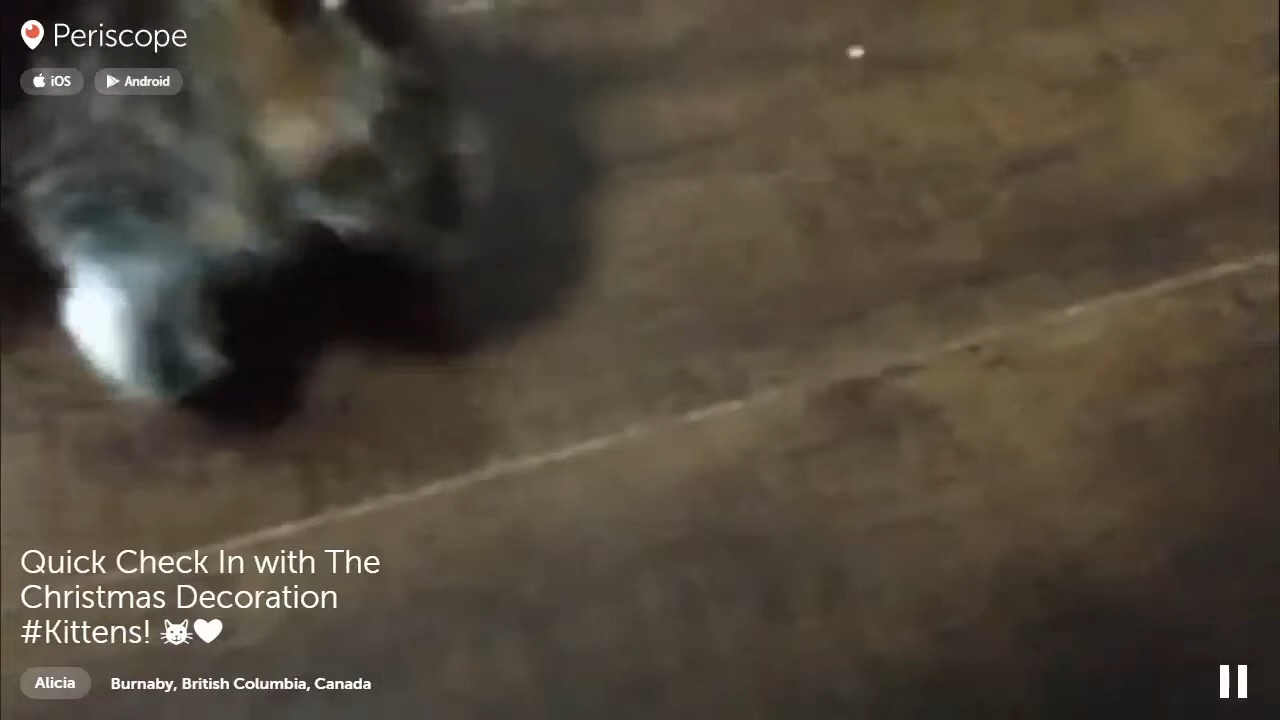 Periscope
iOS
Android
Quick Check In with The
Christmas Decoration
#Kittens! 😺❤
Alicia
Burnaby, British Columbia, Canada